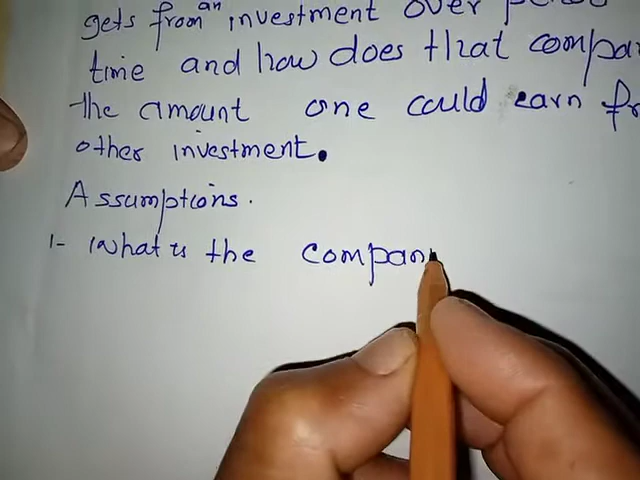 gets from an investment over
time and how does that
the amount one could earn
other investment.
Assumptions.
1- What is the compan